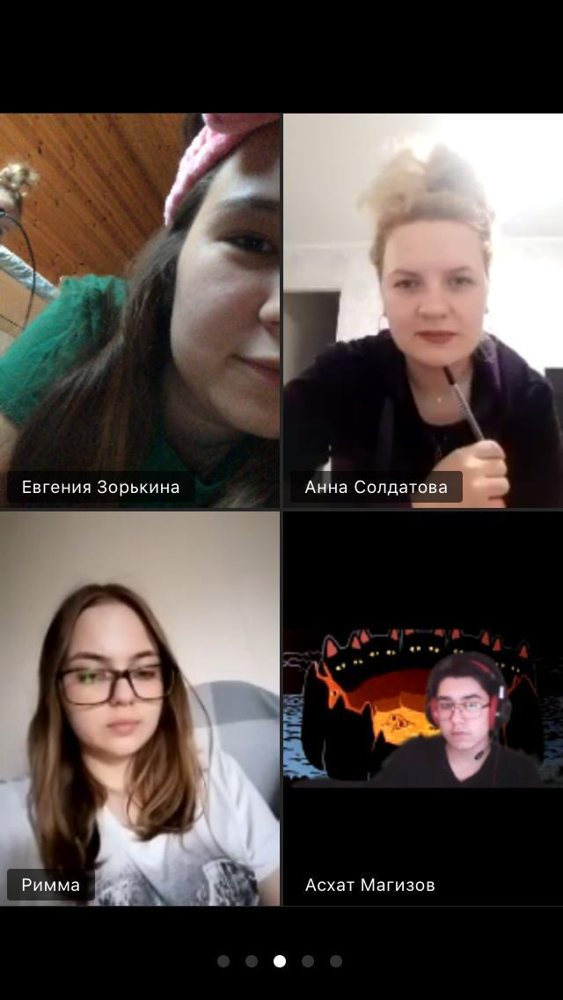 Евгения Зорькина
Анна Солдатова
Римма
Асхат Магизов